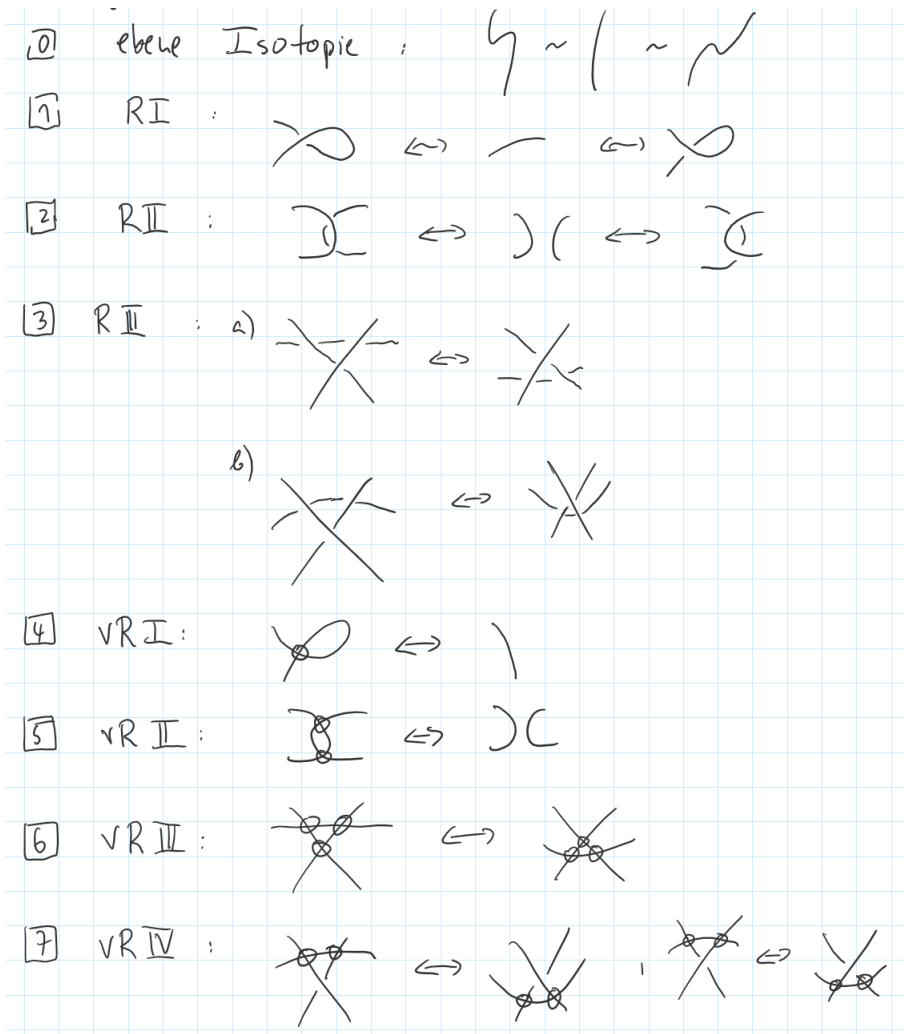 0 ebene Isotopie : ~ ~
1 RI :
2 RII :
3 RIII : a)
b)
4 vRI :
5 vRII :
6 vRIII :
7 vRIV : ,